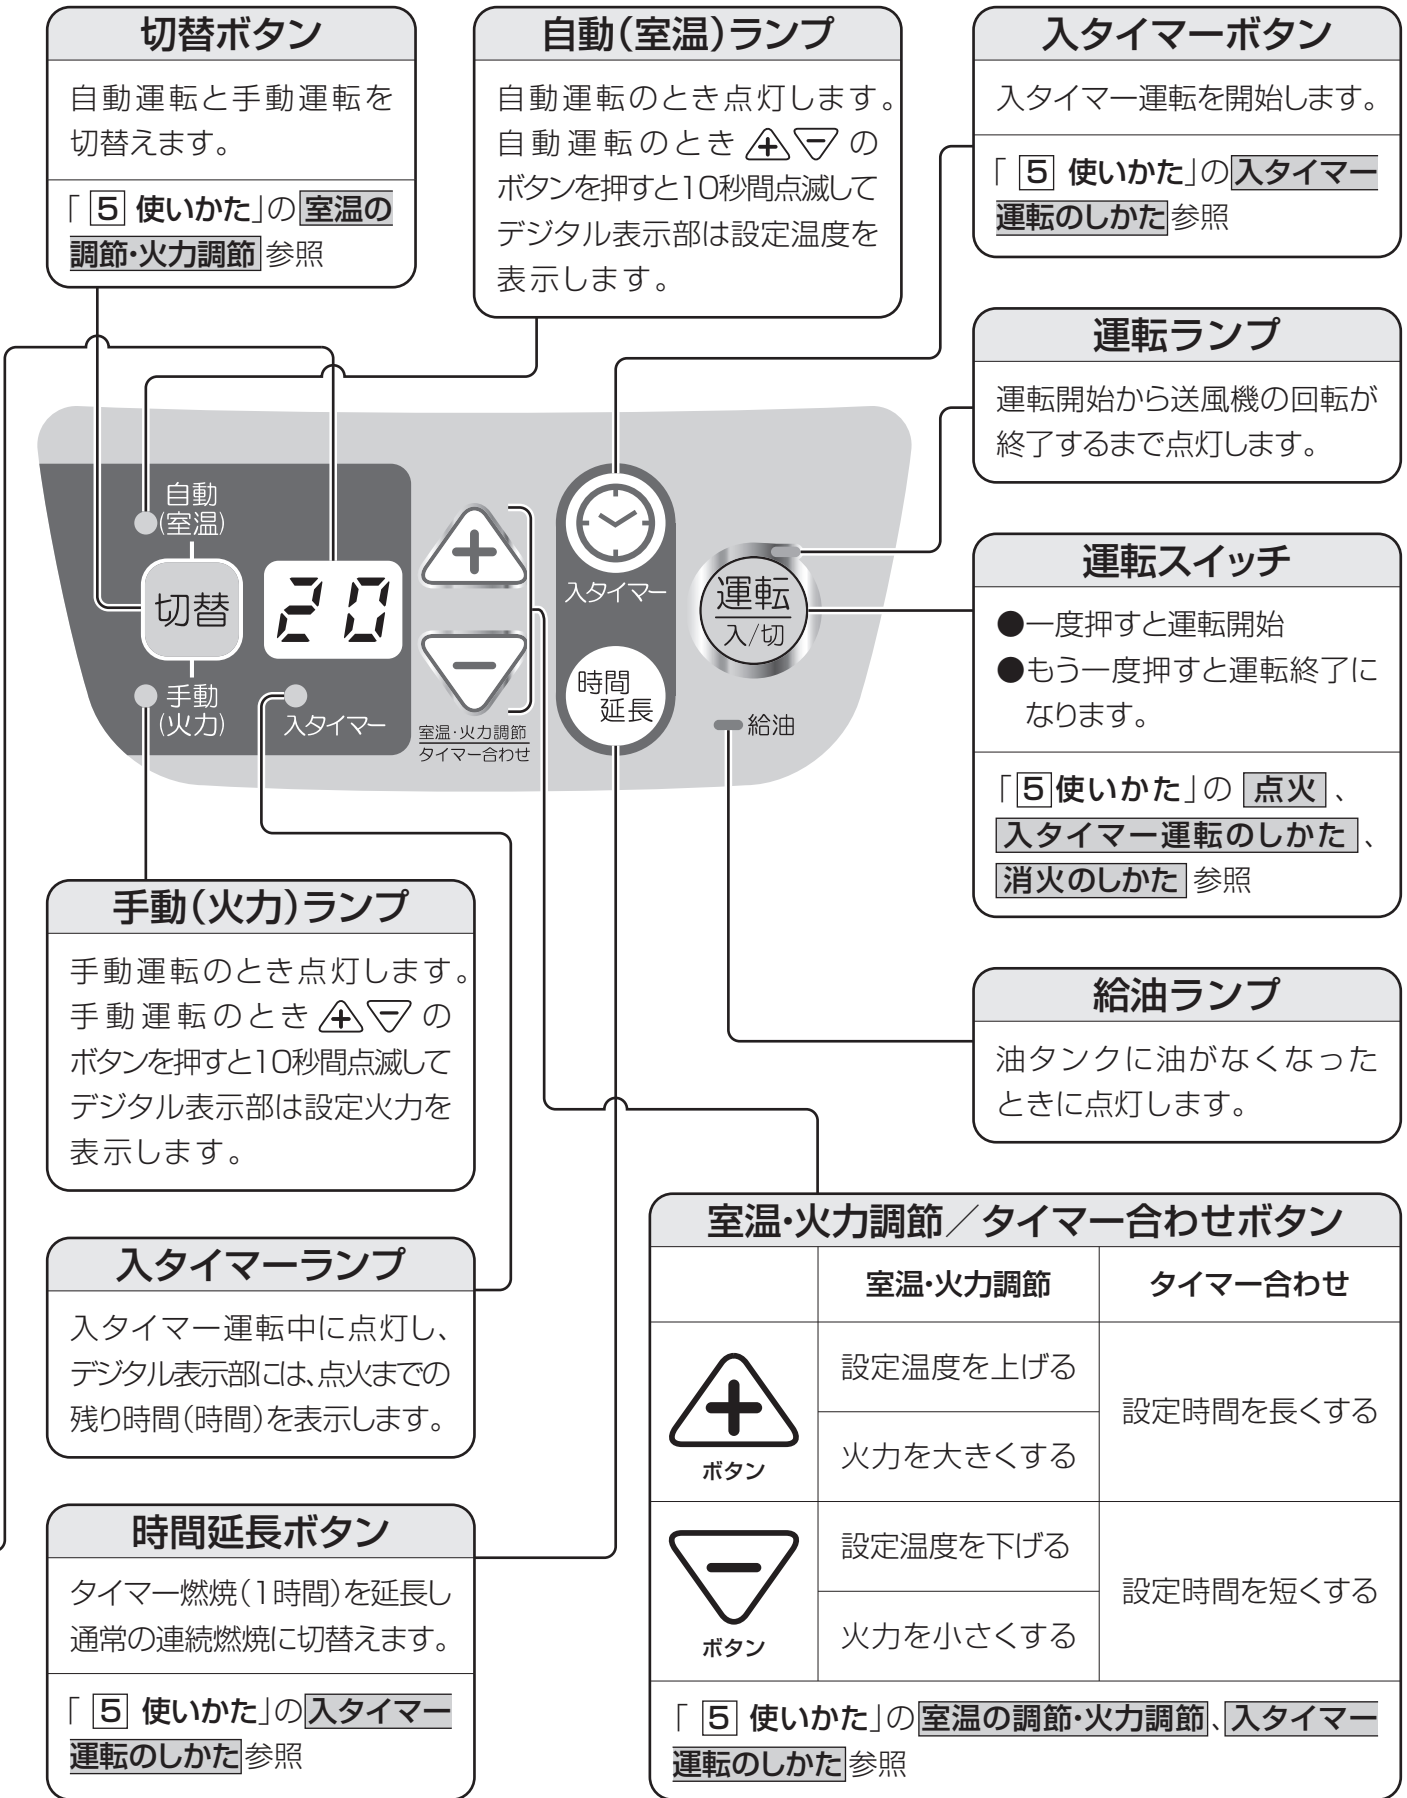 切替ボタン
自動運転と手動運転を
切替えます。
「 5 使いかた」の 室温の
調節・火力調節 参照
自動(室温)ランプ
自動運転のとき点灯します。
自動運転のとき + − の
ボタンを押すと10秒間点滅して
デジタル表示部は設定温度を
表示します。
入タイマーボタン
入タイマー運転を開始します。
「 5 使いかた」の 入タイマー
運転のしかた 参照
運転ランプ
運転開始から送風機の回転が
終了するまで点灯します。
自動
(室温)
切替
20
手動
(火力)
入タイマー
+
−
室温・火力調節
タイマー合わせ
入タイマー
時間
延長
運転
入/切
給油
運転スイッチ
●一度押すと運転開始
●もう一度押すと運転終了に
なります。
「5使いかた」の 点火 、
入タイマー運転のしかた 、
消火のしかた 参照
手動(火力)ランプ
手動運転のとき点灯します。
手動運転のとき + − の
ボタンを押すと10秒間点滅して
デジタル表示部は設定火力を
表示します。
給油ランプ
油タンクに油がなくなった
ときに点灯します。
入タイマーランプ
入タイマー運転中に点灯し、
デジタル表示部には、点火までの
残り時間(時間)を表示します。
時間延長ボタン
タイマー燃焼(1時間)を延長し
通常の連続燃焼に切替えます。
「 5 使いかた」の 入タイマー
運転のしかた 参照
室温・火力調節/タイマー合わせボタン
室温・火力調節 タイマー合わせ
+
ボタン
設定温度を上げる
火力を大きくする
設定時間を長くする
−
ボタン
設定温度を下げる
火力を小さくする
設定時間を短くする
「 5 使いかた」の 室温の調節・火力調節、入タイマー
運転のしかた 参照